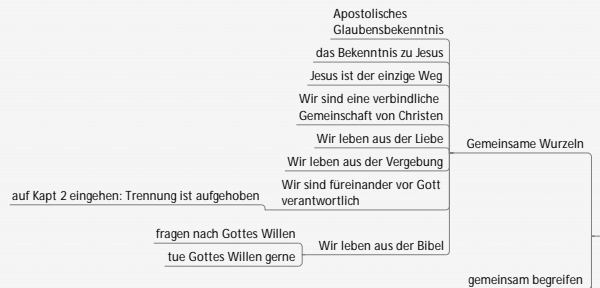 Apostolisches
Glaubensbekenntnis
das Bekenntnis zu Jesus
Jesus ist der einzige Weg
Wir sind eine verbindliche
Gemeinschaft von Christen
Wir leben aus der Liebe
Gemeinsame Wurzeln
Wir leben aus der Vergebung
Wir sind füreinander vor Gott
verantwortlich
auf Kapt 2 eingehen: Trennung ist aufgehoben
fragen nach Gottes Willen
Wir leben aus der Bibel
tue Gottes Willen gerne
gemeinsam begreifen